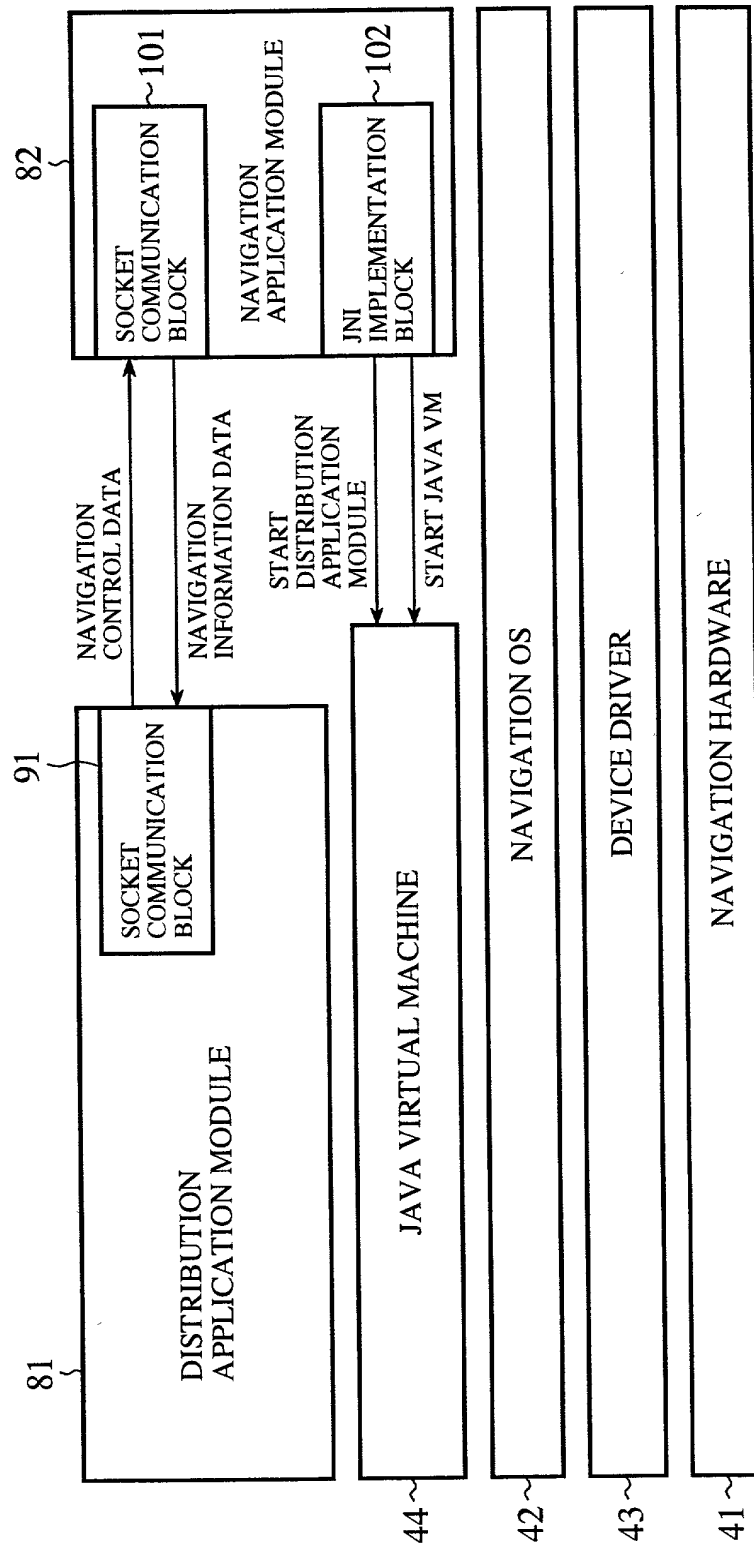 81
DISTRIBUTION
APPLICATION MODULE
91
SOCKET
COMMUNICATION
BLOCK
NAVIGATION
CONTROL DATA
NAVIGATION
INFORMATION DATA
82
SOCKET
COMMUNICATION
BLOCK
101
NAVIGATION
APPLICATION MODULE
JNI
IMPLEMENTATION
BLOCK
102
START
DISTRIBUTION
APPLICATION
MODULE
START JAVA VM
44
JAVA VIRTUAL MACHINE
42
NAVIGATION OS
43
DEVICE DRIVER
41
NAVIGATION HARDWARE